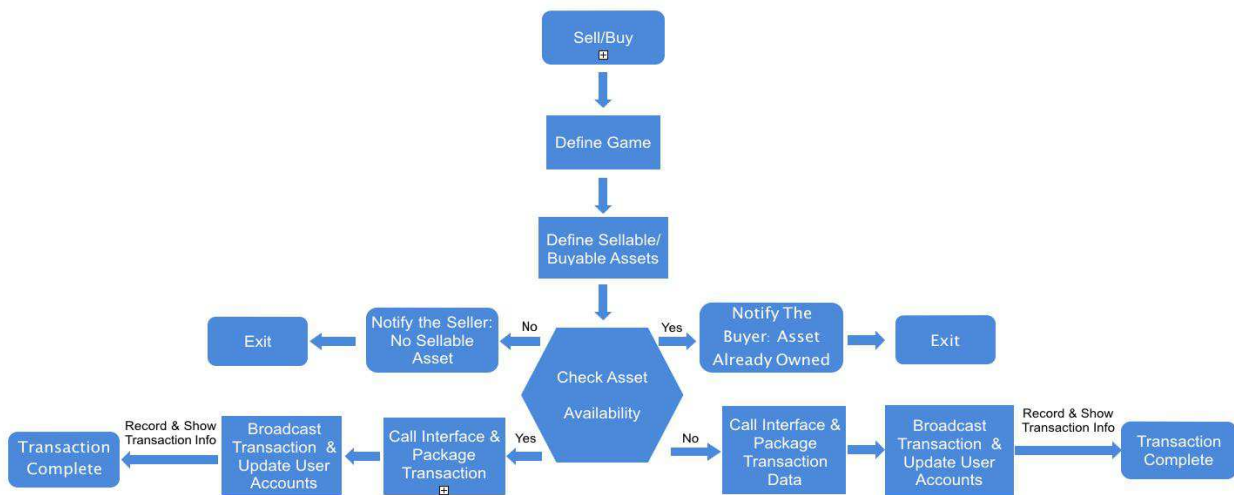 Sell/Buy
Define Game
Define Sellable/
Buyable Assets
Exit
Notify the Seller:
No Sellable
Asset
No
Yes
Notify The
Buyer: Asset
Already Owned
Exit
Check Asset
Availability
Transaction
Complete
Record & Show
Transaction Info
Broadcast
Transaction &
Update User
Accounts
Call Interface &
Package
Transaction
Yes
No
Call Interface &
Package
Transaction
Data
Broadcast
Transaction &
Update User
Accounts
Record & Show
Transaction Info
Transaction
Complete